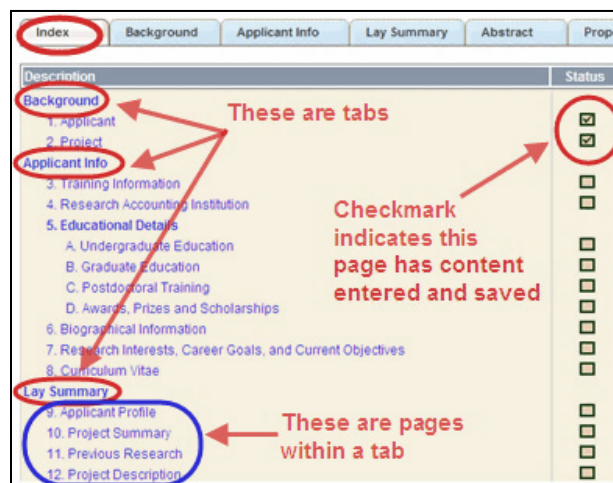 Index Background Applicant Info Lay Summary Abstract Prop
Description Status
Background
1. Applicant
2. Project
These are tabs
Applicant Info
3. Training Information
4. Research Accounting Institution
5. Educational Details
A. Undergraduate Education
B. Graduate Education
C. Postdoctoral Training
D. Awards, Prizes and Scholarships
Checkmark
indicates this
page has content
entered and saved
6. Biographical Information
7. Research Interests, Career Goals, and Current Objectives
8. Curriculum Vitae
Lay Summary
9. Applicant Profile
10. Project Summary
11. Previous Research
12. Project Description
These are pages
within a tab